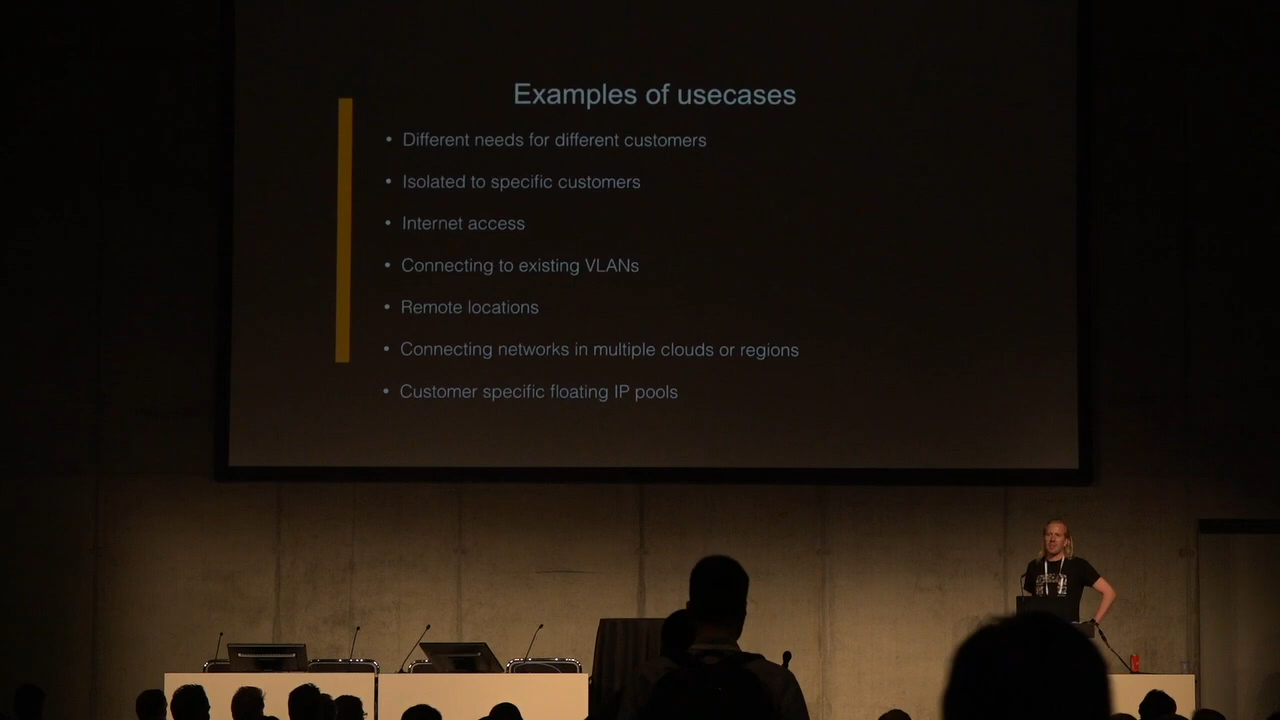 Examples of usecases
• Different needs for different customers
• Isolated to specific customers
• Internet access
• Connecting to existing VLANs
• Remote locations
• Connecting networks in multiple clouds or regions
• Customer specific floating IP pools